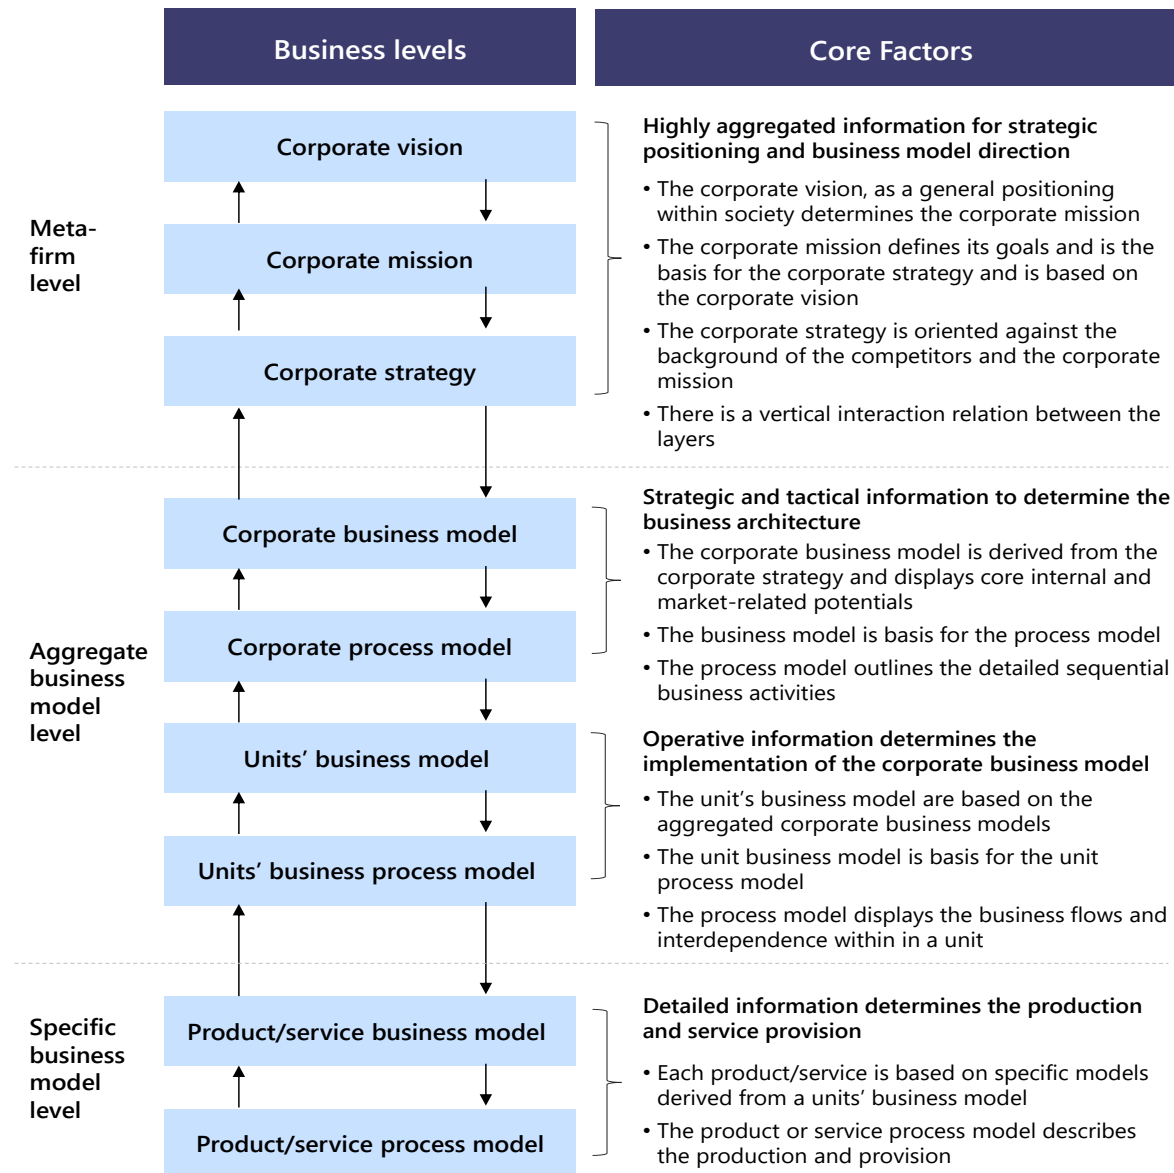 Business levels
Core Factors
Meta-
firm
level
Corporate vision
Corporate mission
Corporate strategy
Highly aggregated information for strategic
positioning and business model direction
• The corporate vision, as a general positioning
within society determines the corporate mission
• The corporate mission defines its goals and is the
basis for the corporate strategy and is based on
the corporate vision
• The corporate strategy is oriented against the
background of the competitors and the corporate
mission
• There is a vertical interaction relation between the
layers
Aggregate
business
model
level
Corporate business model
Corporate process model
Units’ business model
Units’ business process model
Strategic and tactical information to determine the
business architecture
• The corporate business model is derived from the
corporate strategy and displays core internal and
market-related potentials
• The business model is basis for the process model
• The process model outlines the detailed sequential
business activities
Operative information determines the
implementation of the corporate business model
• The unit’s business model are based on the
aggregated corporate business models
• The unit business model is basis for the unit
process model
• The process model displays the business flows and
interdependence within in a unit
Specific
business
model
level
Product/service business model
Product/service process model
Detailed information determines the production
and service provision
• Each product/service is based on specific models
derived from a units’ business model
• The product or service process model describes
the production and provision